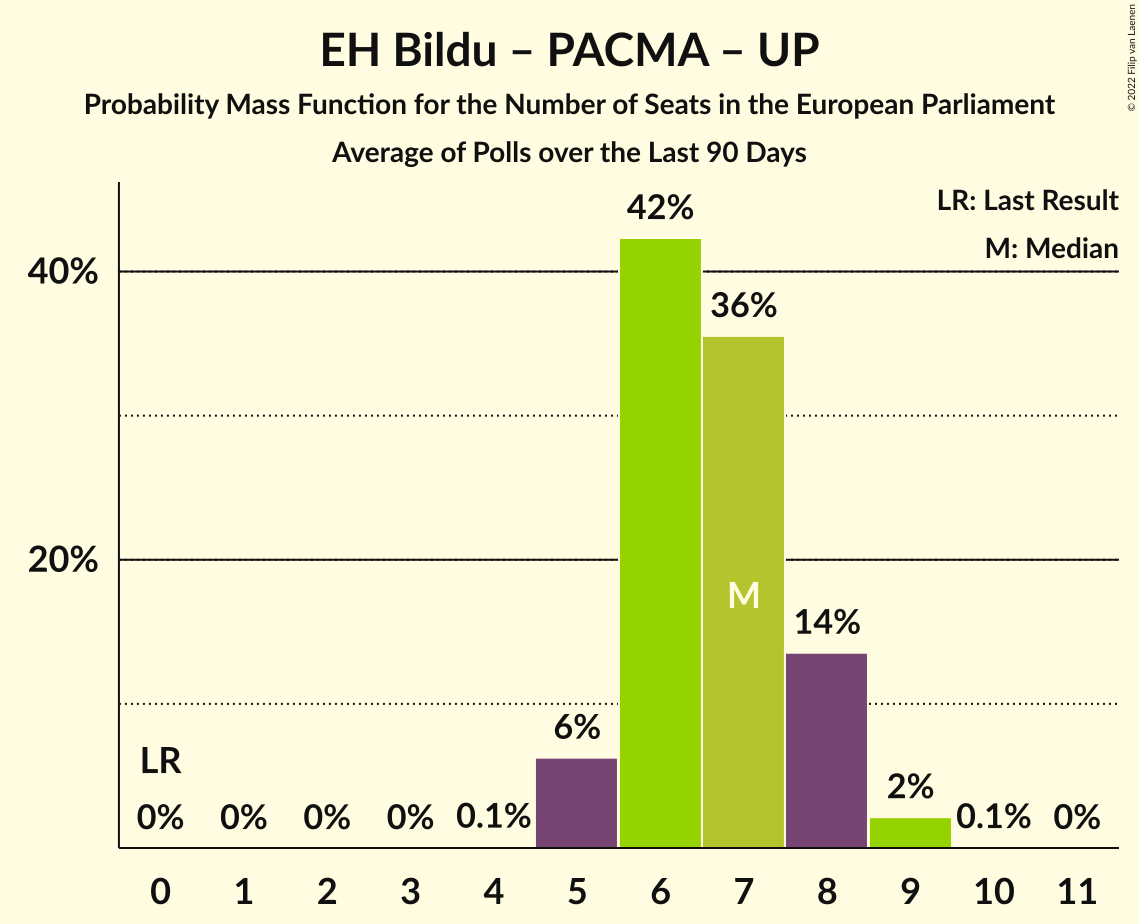 EH Bildu – PACMA – UP
Probability Mass Function for the Number of Seats in the European Parliament
Average of Polls over the Last 90 Days
© 2022 Filip van Laenen
LR: Last Result
M: Median
42%
40%
36%
20%
M
14%
6%
LR
2%
0% 0% 0% 0% 0.1% 0.1% 0%
0 1 2 3 4 5 6 7 8 9 10 11